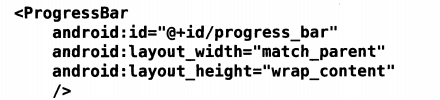 <ProgressBar
android:id="@+id/progress_bar"
android:layout_width="match_parent"
android:layout_height="wrap_content"
/>